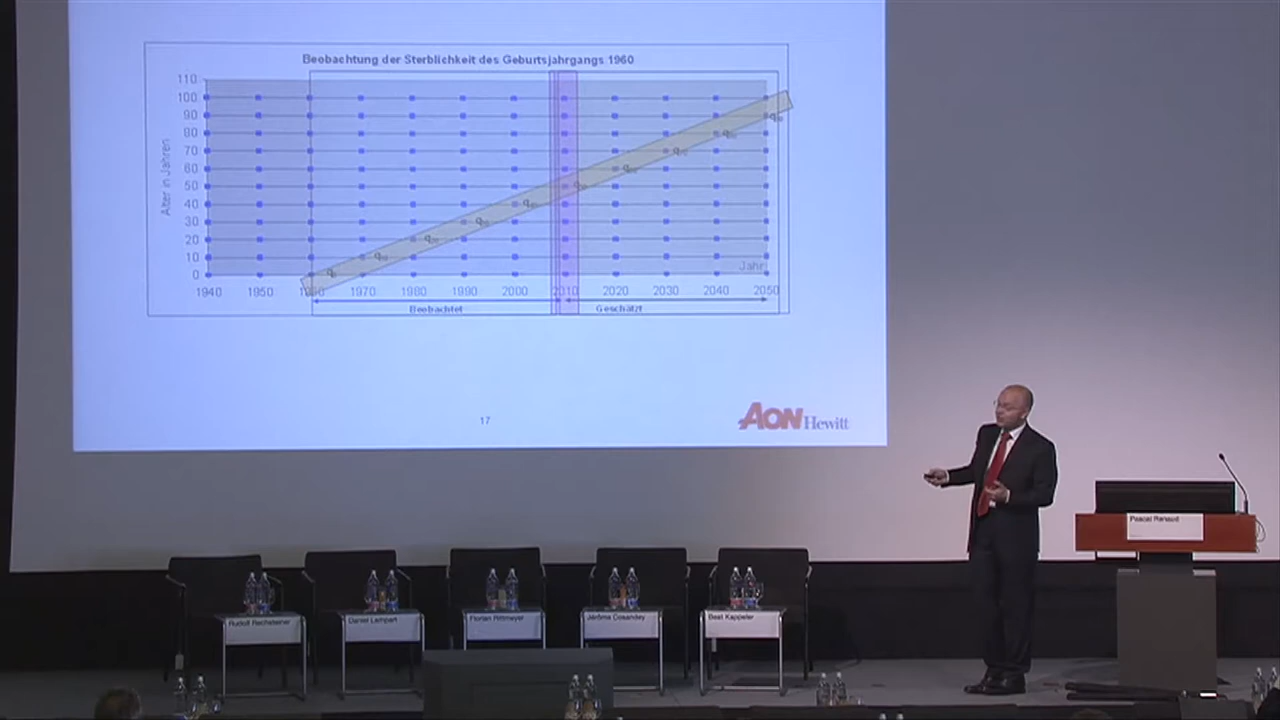 Beobachtung der Sterblichkeit des Geburtsjahrgangs 1960
Alter in Jahren
110
100
90
80
70
60
50
40
30
20
10
0
Jahr
1940 1950 1960 1970 1980 1990 2000 2010 2020 2030 2040 2050
Beobachtet Geschätzt
17
AON Hewitt
Pascal Renaud
Rudolf Rechsteiner
Daniel Lampart
Florian Rittmeyer
Jérôme Cosandey
Beat Kappeler